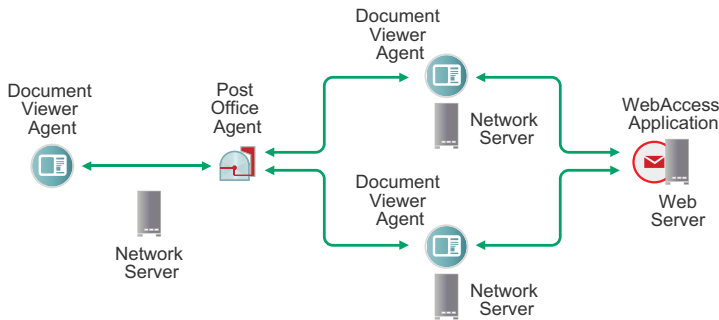 Document
Viewer
Agent
Post
Office
Agent
Network
Server
Document
Viewer
Agent
Network
Server
Document
Viewer
Agent
Network
Server
WebAccess
Application
Web
Server